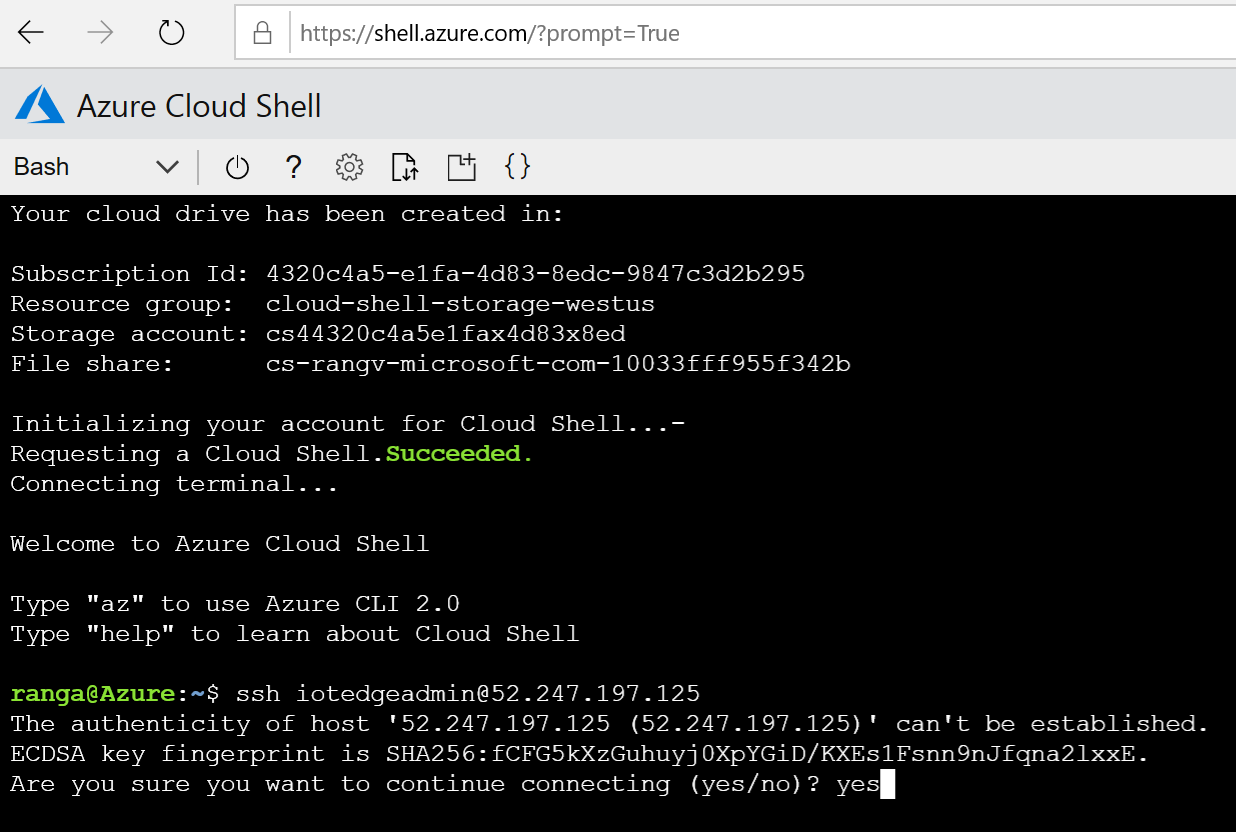 https://shell.azure.com/?prompt=True
Azure Cloud Shell
Bash
?
{}
Your cloud drive has been created in:
Subscription Id: 4320c4a5-e1fa-4d83-8edc-9847c3d2b295
Resource group:  cloud-shell-storage-westus
Storage account: cs44320c4a5e1fax4d83x8ed
File share:      cs-rangv-microsoft-com-10033fff955f342b
Initializing your account for Cloud Shell...-
Requesting a Cloud Shell.Succeeded.
Connecting terminal...
Welcome to Azure Cloud Shell
Type "az" to use Azure CLI 2.0
Type "help" to learn about Cloud Shell
ranga@Azure:~$ ssh iotedgeadmin@52.247.197.125
The authenticity of host '52.247.197.125 (52.247.197.125)' can't be established.
ECDSA key fingerprint is SHA256:fCFG5kXzGuhuyj0XpYGiD/KXEs1Fsnn9nJfqna2lxxE.
Are you sure you want to continue connecting (yes/no)? yes